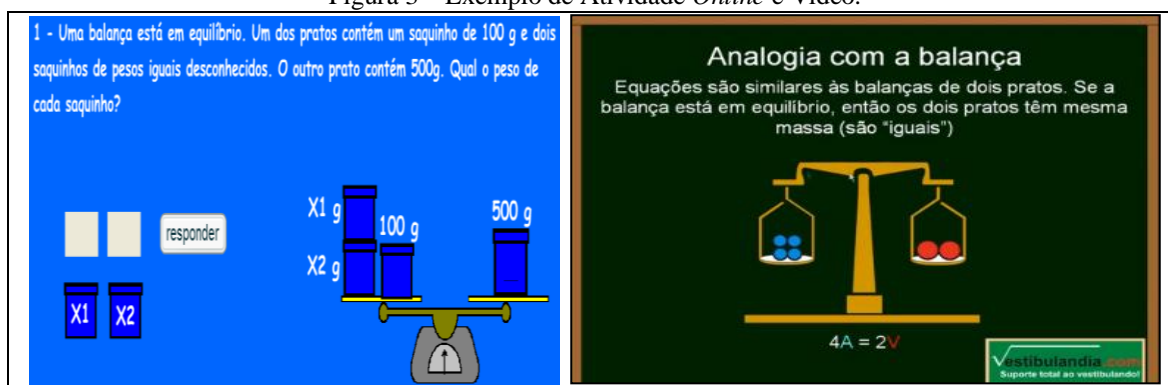 Figura 3 – Exemplo de Atividade Online e Vídeo.
1 - Uma balança está em equilíbrio. Um dos pratos contém um saquinho de 100 g e dois
saquinhos de pesos iguais desconhecidos. O outro prato contém 500g. Qual o peso de
cada saquinho?
X1 g
100 g
500 g
responder
X2 g
X1
X2
Analogia com a balança
Equações são similares às balanças de dois pratos. Se a
balança está em equilíbrio, então os dois pratos têm mesma
massa (são “iguais”)
4A = 2V
Vestibulandia.com
Suporte total ao vestibulando!